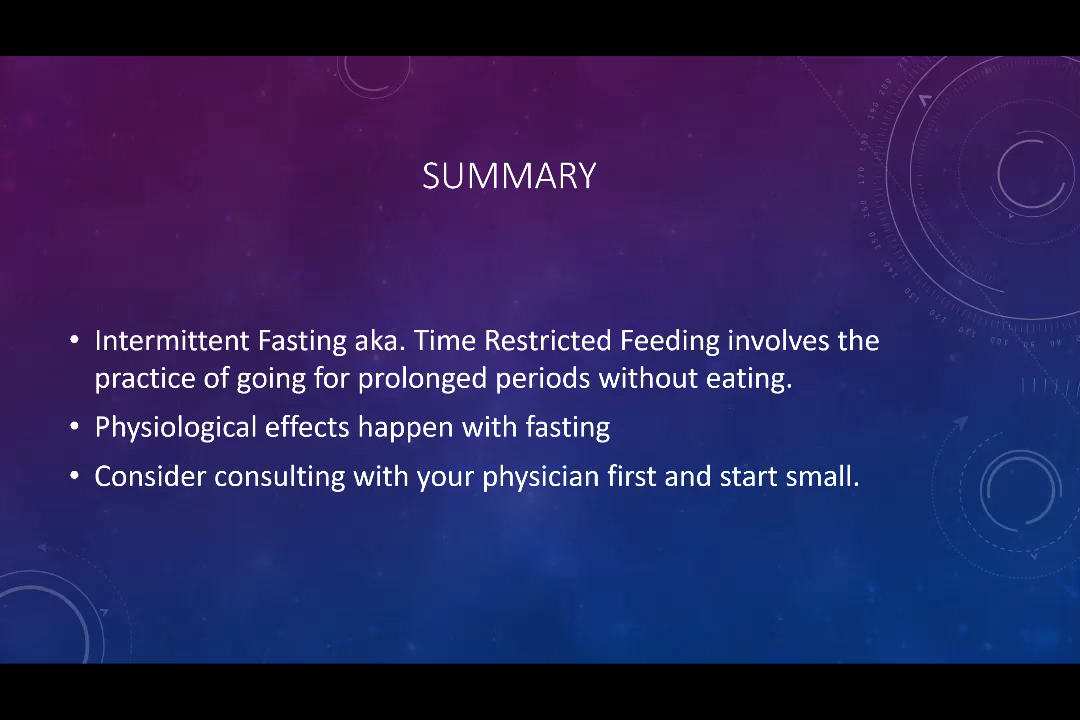 SUMMARY
• Intermittent Fasting aka. Time Restricted Feeding involves the
practice of going for prolonged periods without eating.
• Physiological effects happen with fasting
• Consider consulting with your physician first and start small.